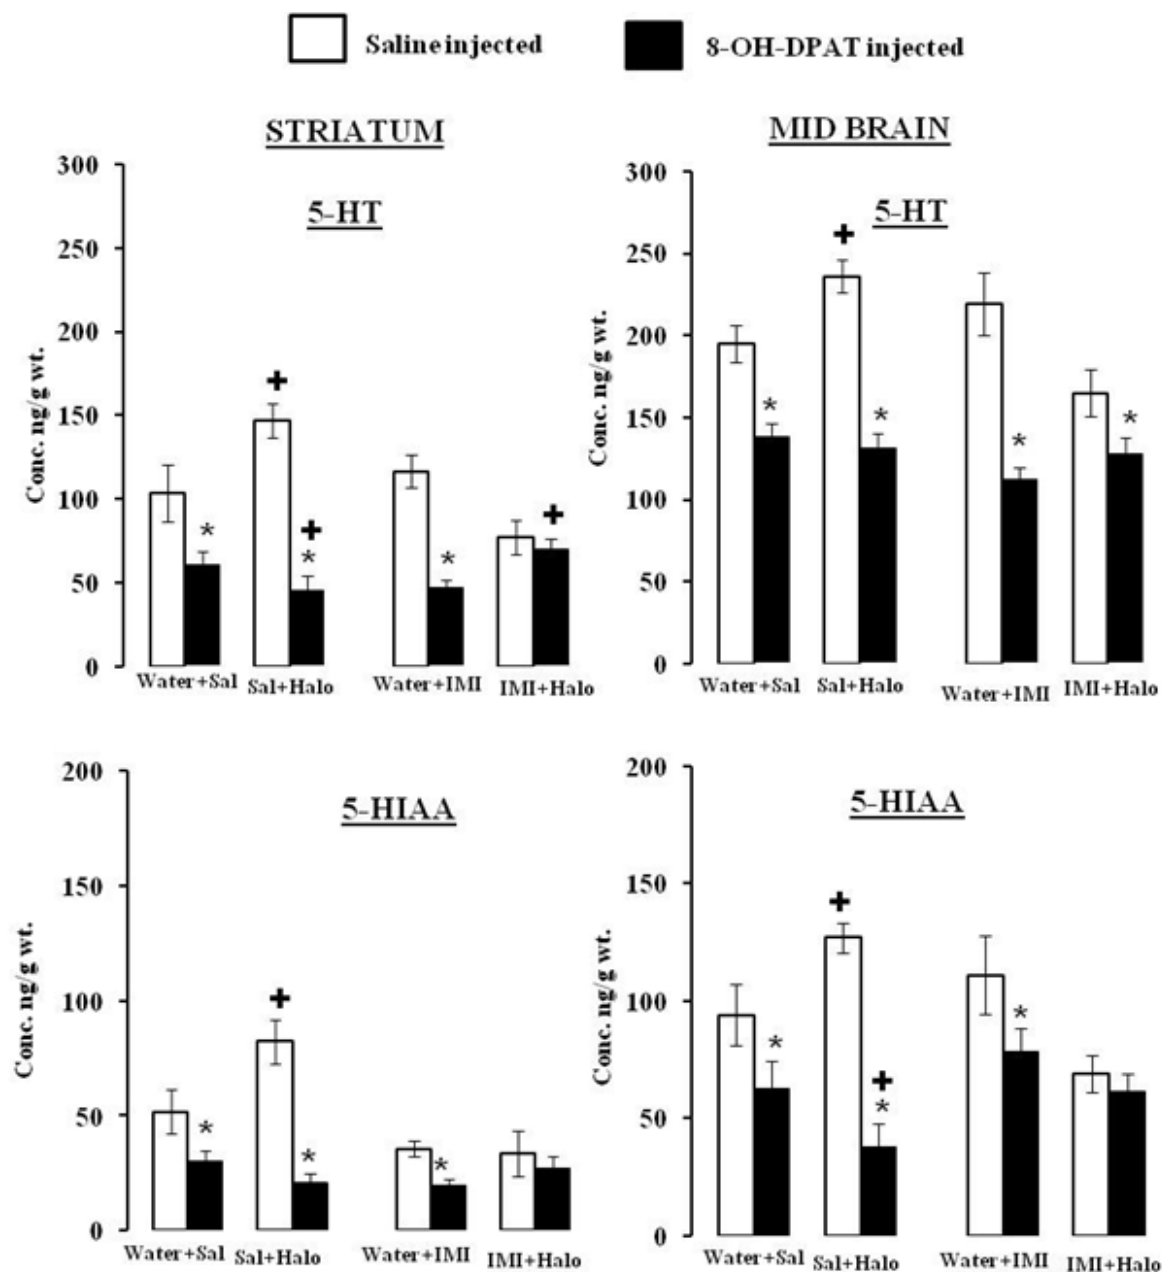 Saline injected
8-OH-DPAT injected
STRIATUM
5-HT
300
250
200
150
100
50
0
Conc. ng/g wt.
+
*
+
*
*
+
Water+Sal
Sal+Halo
Water+IMI
IMI+Halo
MID BRAIN
5-HT
300
250
200
150
100
50
0
Conc. ng/g wt.
*
+
*
*
*
Water+Sal
Sal+Halo
Water+IMI
IMI+Halo
5-HIAA
200
150
100
50
0
Conc. ng/g wt.
*
+
*
*
Water+Sal
Sal+Halo
Water+IMI
IMI+Halo
5-HIAA
200
150
100
50
0
Conc. ng/g wt.
*
+
+
*
*
Water+Sal
Sal+Halo
Water+IMI
IMI+Halo